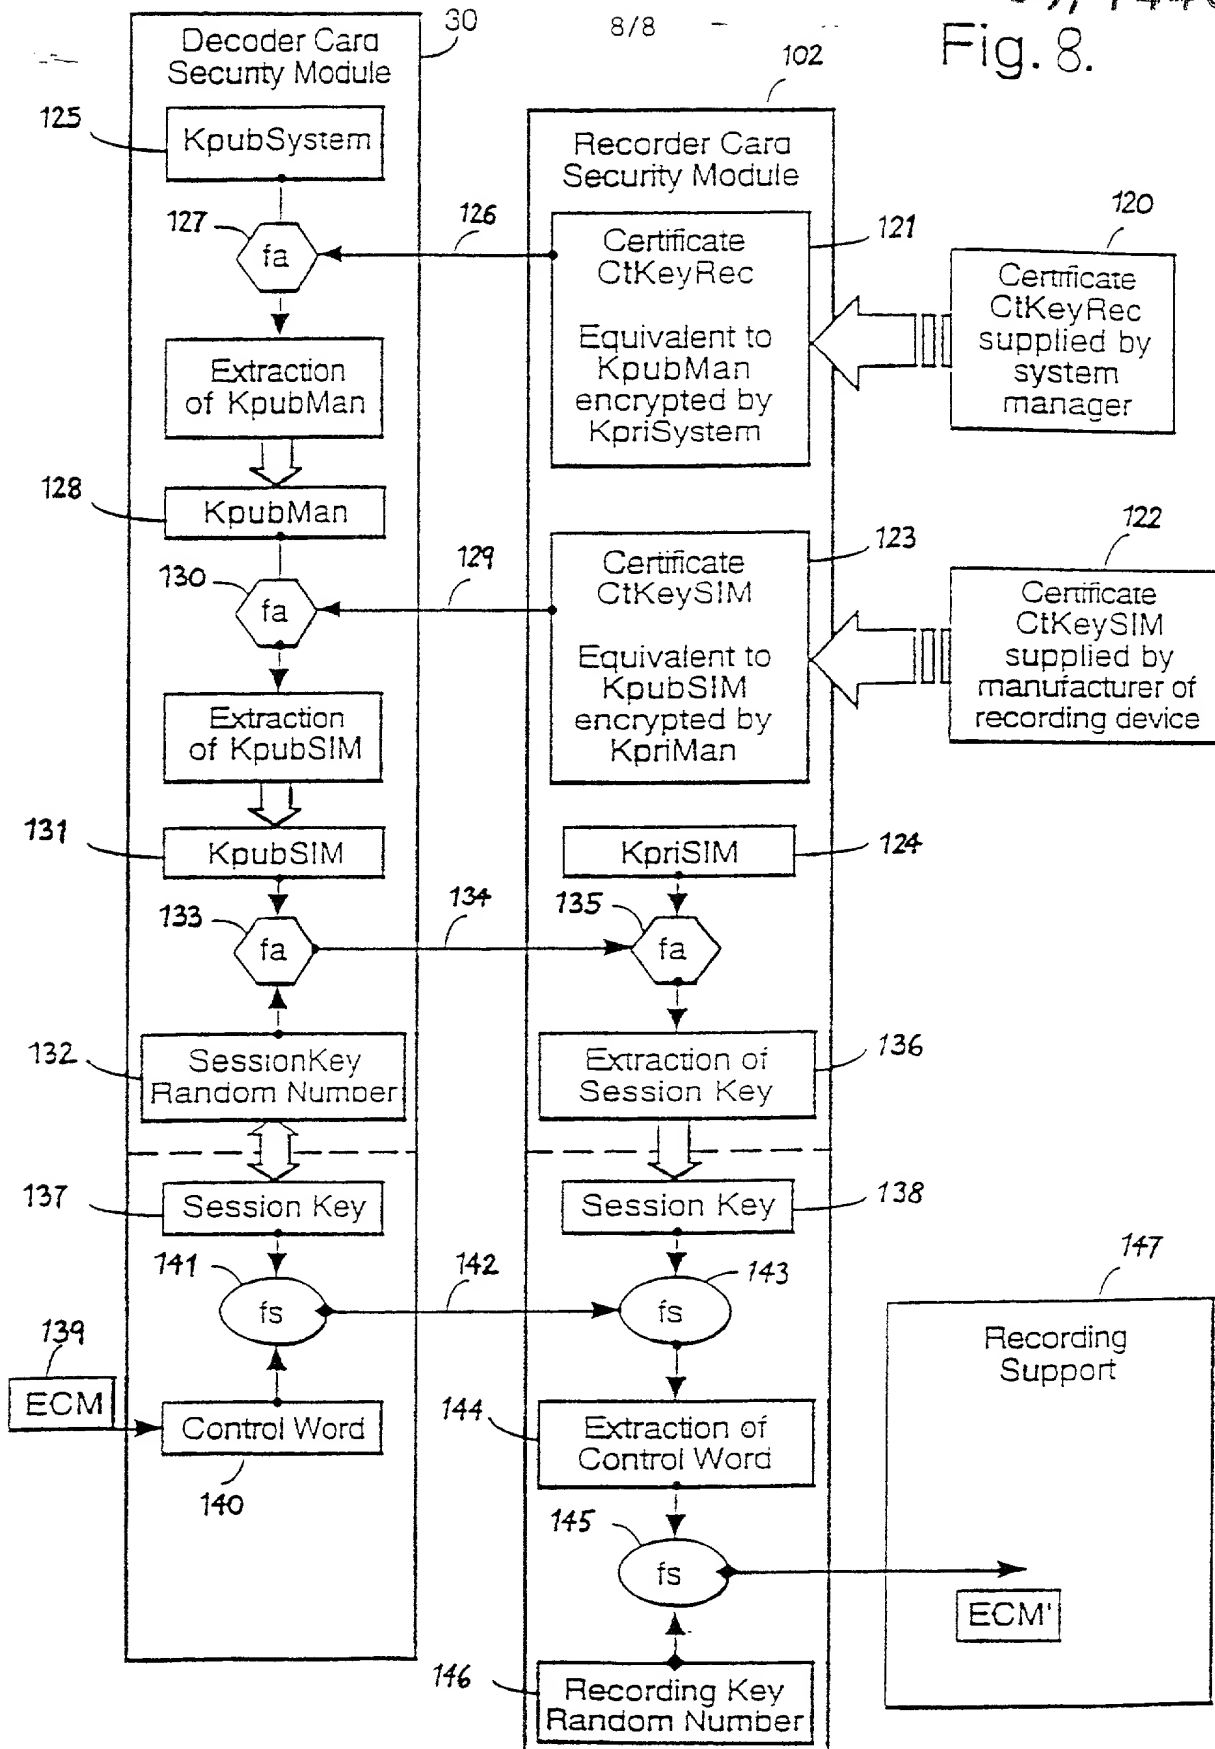 8/8
Fig. 8.
30
Decoder Card
Security Module
102
125
KpubSystem
Recorder Card
Security Module
127
fa
126
Certificate
CtKeyRec
Equivalent to
KpubMan
encrypted by
KpriSystem
121
120
Certificate
CtKeyRec
supplied by
system
manager
Extraction
of KpubMan
128
KpubMan
130
fa
129
Certificate
CtKeySIM
Equivalent to
KpubSIM
encrypted by
KpriMan
123
122
Certificate
CtKeySIM
supplied by
manufacturer of
recording device
Extraction
of KpubSIM
131
KpubSIM
KpriSIM
124
133
fa
134
135
fa
132
SessionKey
Random Number
Extraction of
Session Key
136
137
Session Key
Session Key
138
141
fs
142
143
fs
147
Recording
Support
139
ECM
Control Word
140
144
Extraction of
Control Word
145
fs
ECM'
146
Recording Key
Random Number